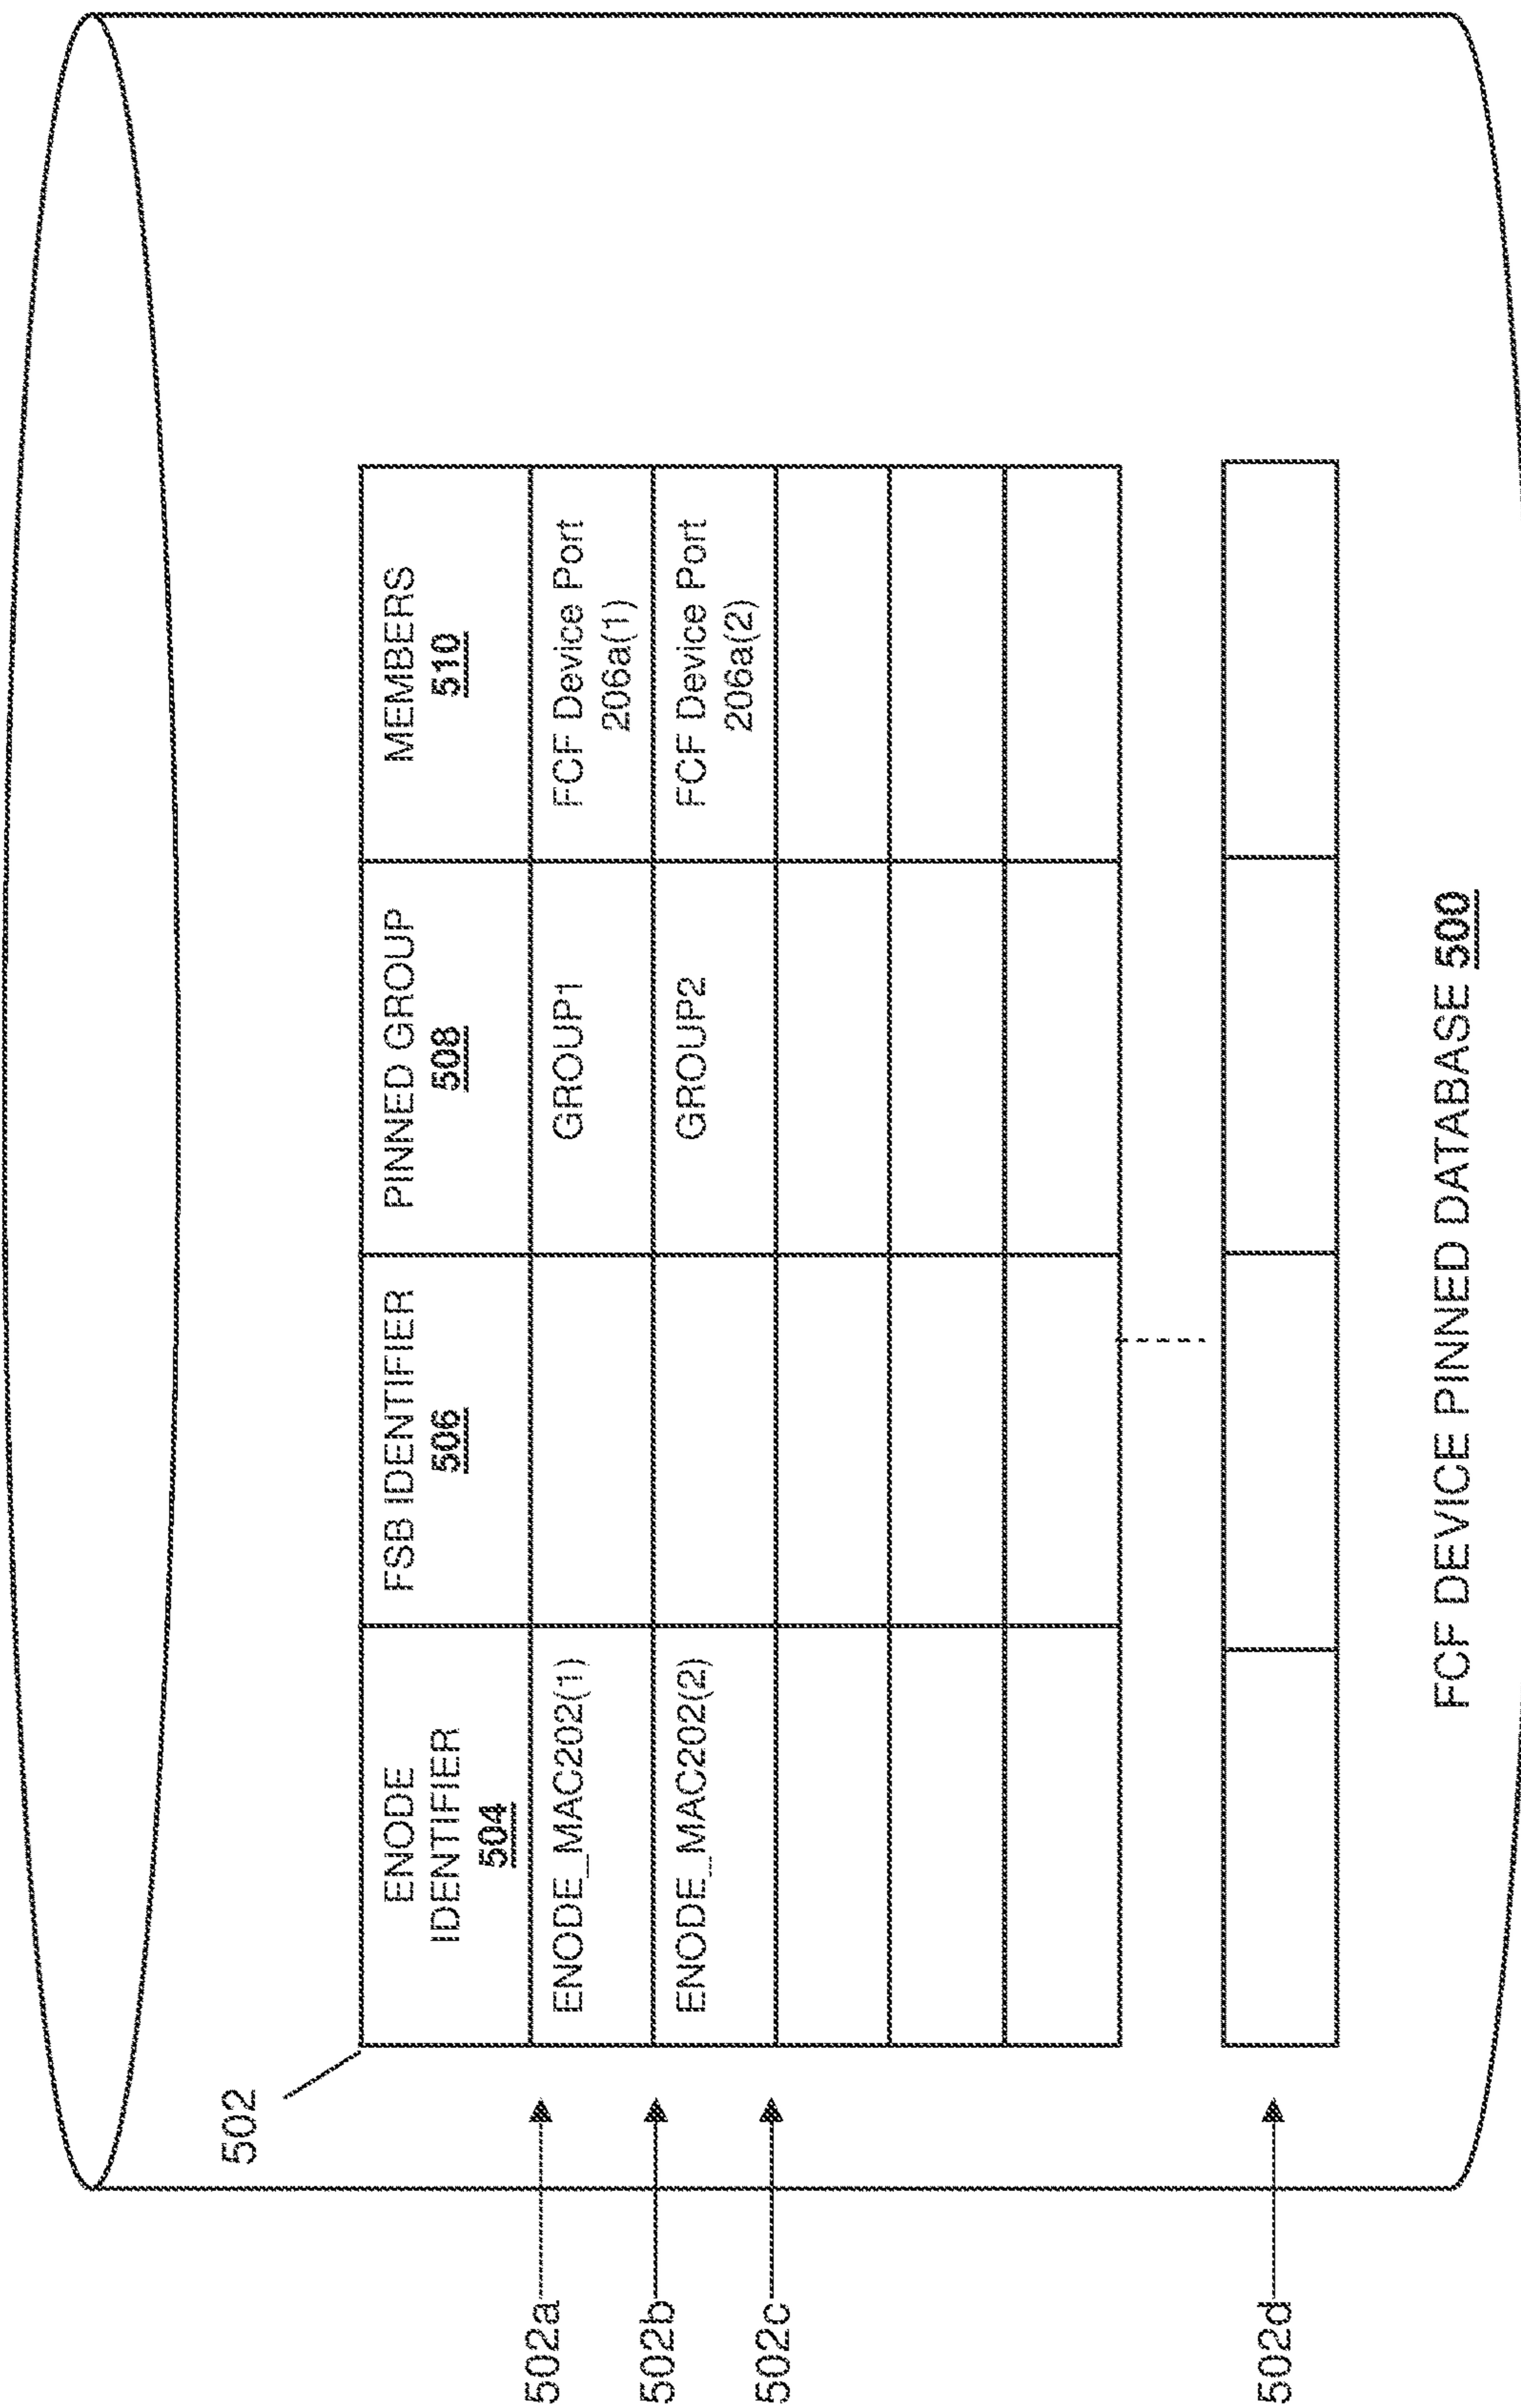 502
ENODE
IDENTIFIER
504
FSB IDENTIFIER
506
PINNED GROUP
508
MEMBERS
510
502a
ENODE_MAC202(1)
GROUP1
FCF Device Port
206a(1)
502b
ENODE_MAC202(2)
GROUP2
FCF Device Port
206a(2)
502c
502d
FCF DEVICE PINNED DATABASE 500